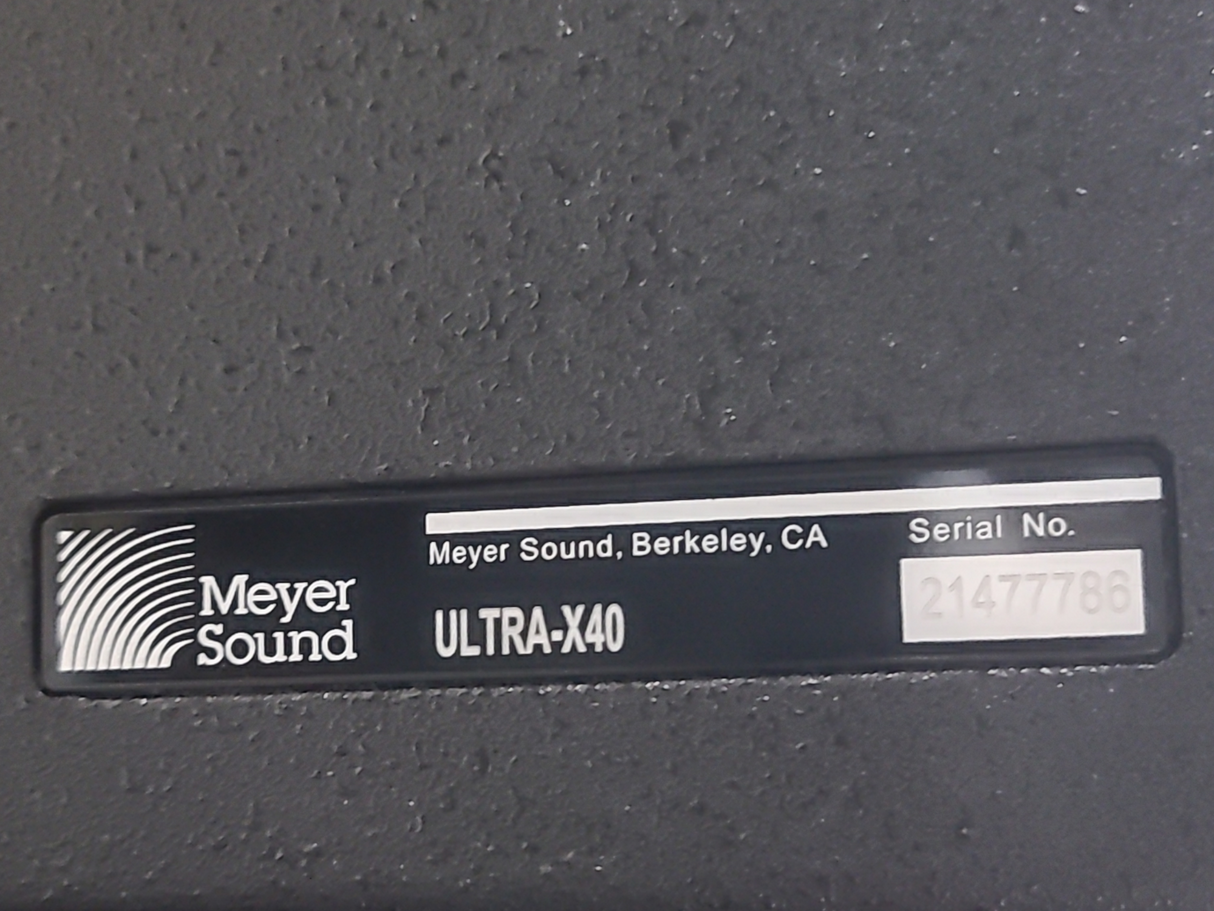 Meyer
Sound
Meyer Sound, Berkeley, CA
ULTRA-X40
Serial No.
21477786